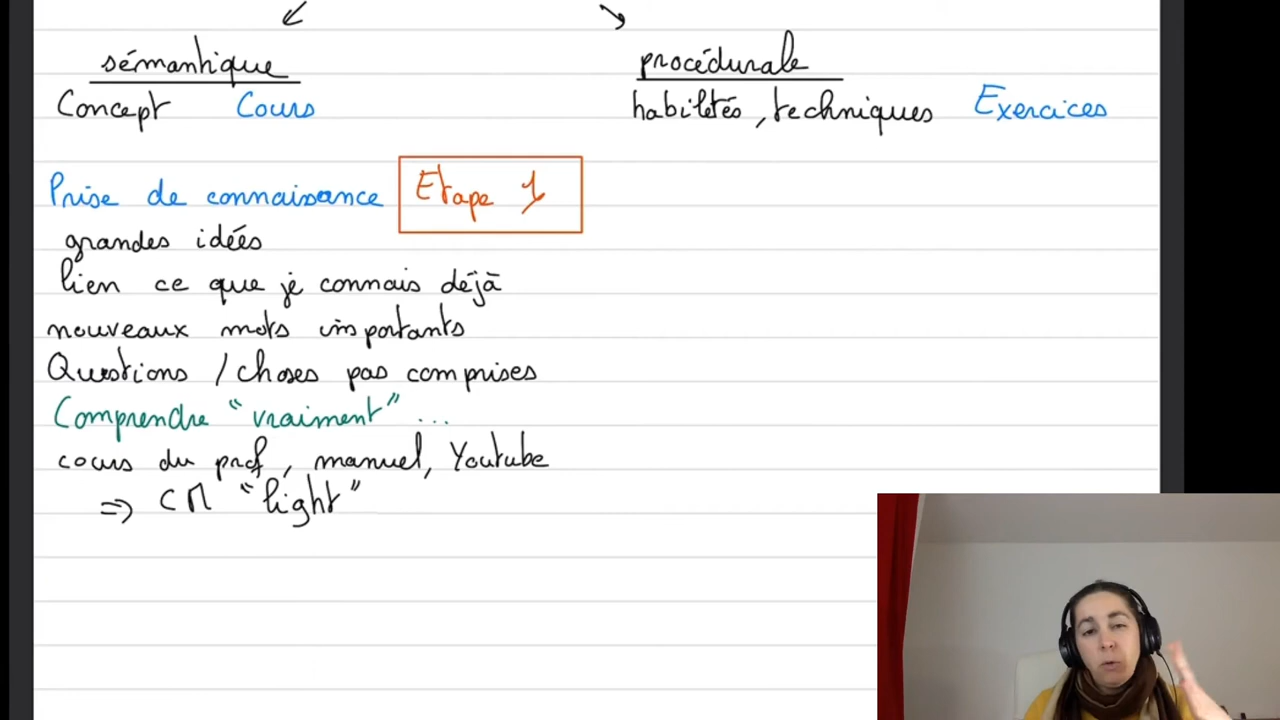 sémantique
procédurale
Concept Cours
habiletés, techniques Exercices
Prise de connaissance Etape 1
grandes idées
lien ce que je connais déjà
nouveaux mots importants
Questions / choses pas comprises
Comprendre "vraiment" ...
cours du prof, manuel, Youtube
⇒ CM "light"